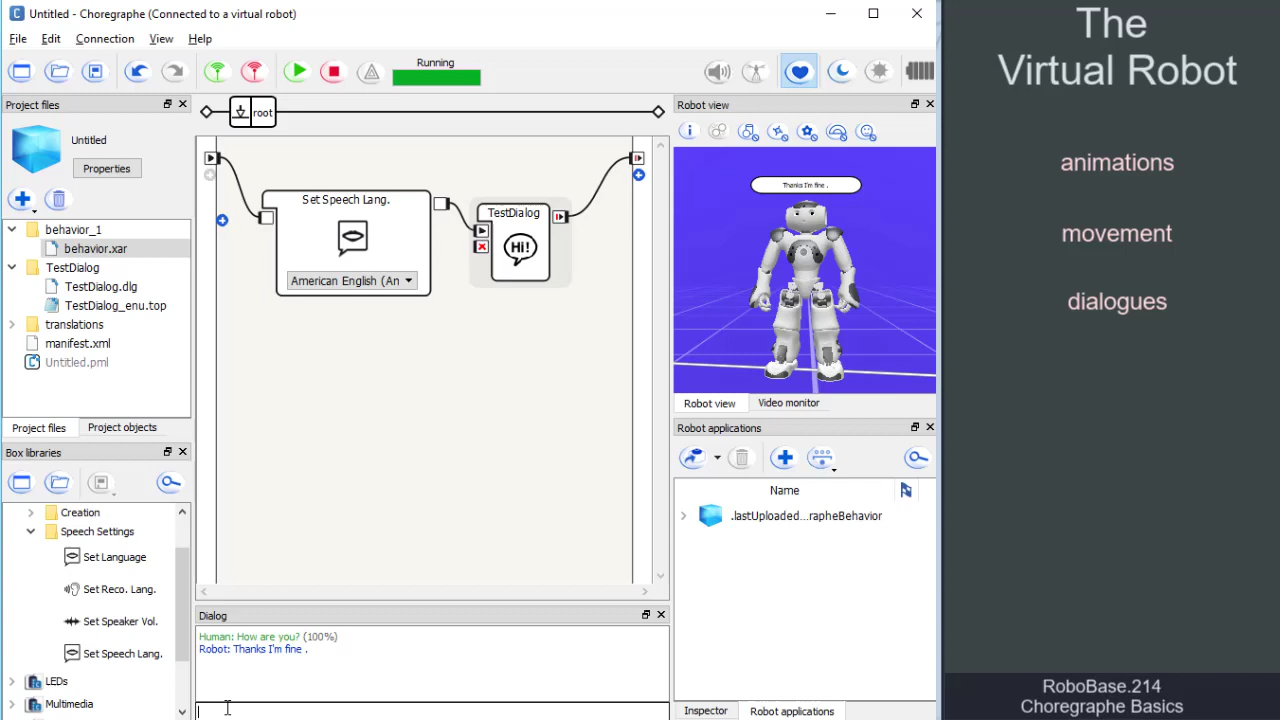 Untitled - Choregraphe (Connected to a virtual robot)
File Edit Connection View Help
Running
Project files
Untitled
Properties
behavior_1
behavior.xar
TestDialog
TestDialog.dlg
TestDialog_enu.top
translations
manifest.xml
Untitled.pml
Project files Project objects
Box libraries
Creation
Speech Settings
Set Language
Set Reco. Lang.
Set Speaker Vol.
Set Speech Lang.
LEDs
Multimedia
root
Set Speech Lang.
American English (An
TestDialog
Hi!
Dialog
Human: How are you? (100%)
Robot: Thanks I'm fine .
Robot view
Thanks I'm fine .
Robot view Video monitor
Robot applications
Name
.lastUploaded...rapheBehavior
Inspector Robot applications
The
Virtual Robot
animations
movement
dialogues
RoboBase.214
Choregraphe Basics